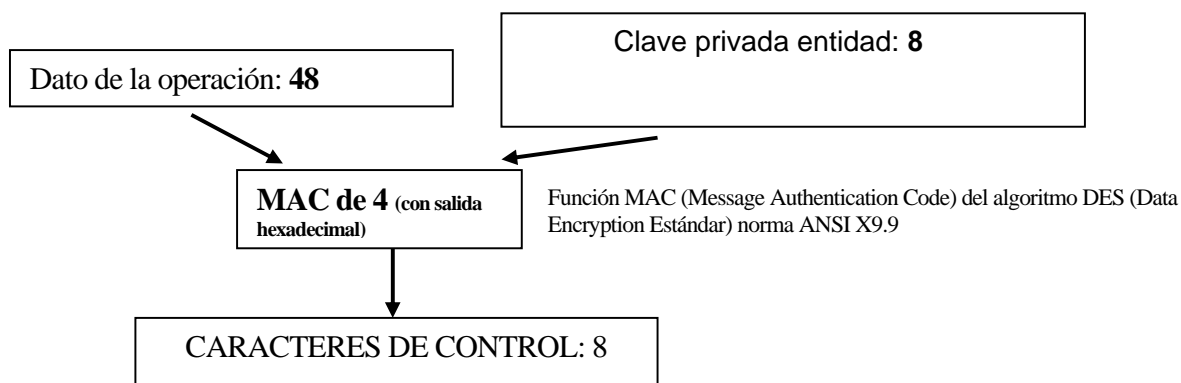 Clave privada entidad: 8
Dato de la operación: 48
MAC de 4 (con salida
hexadecimal)
Función MAC (Message Authentication Code) del algoritmo DES (Data
Encryption Estándar) norma ANSI X9.9
CARACTERES DE CONTROL: 8